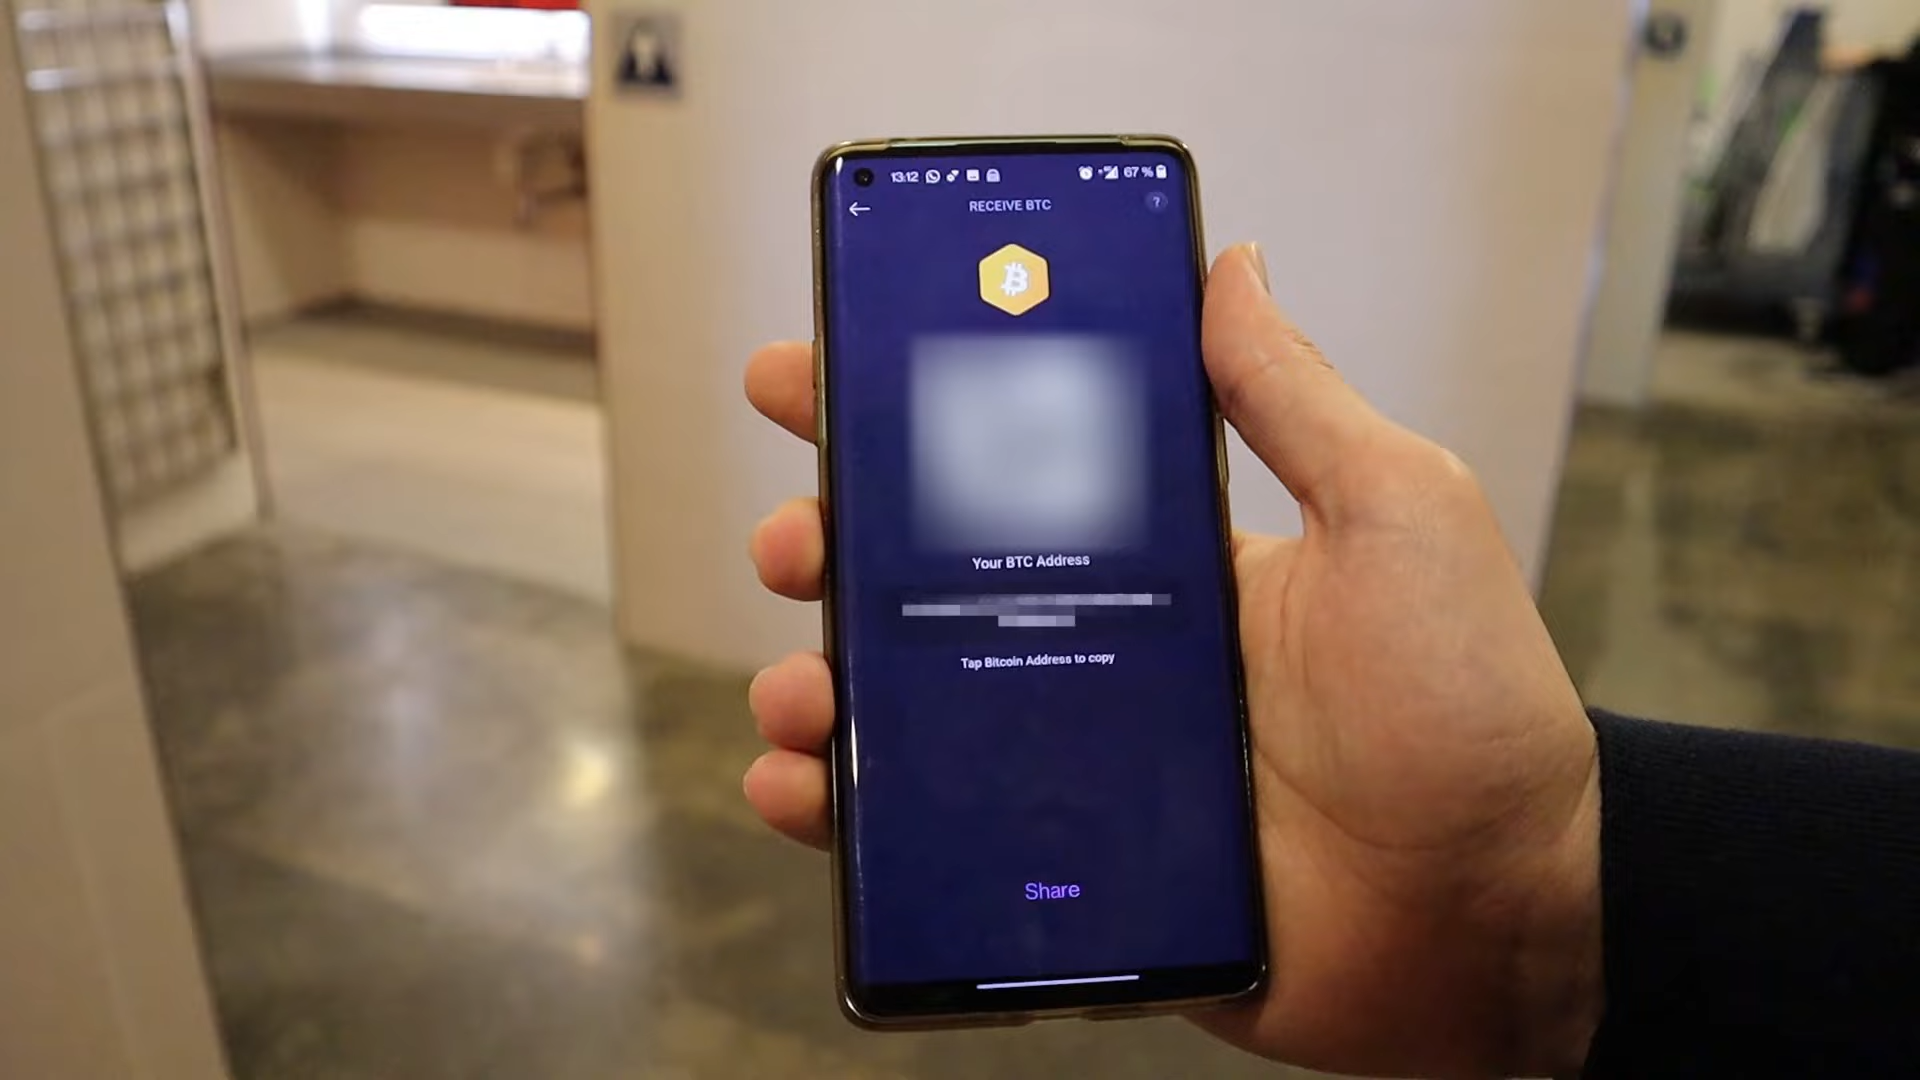 13:12
67 %
RECEIVE BTC
?
Your BTC Address
Tap Bitcoin Address to copy
Share